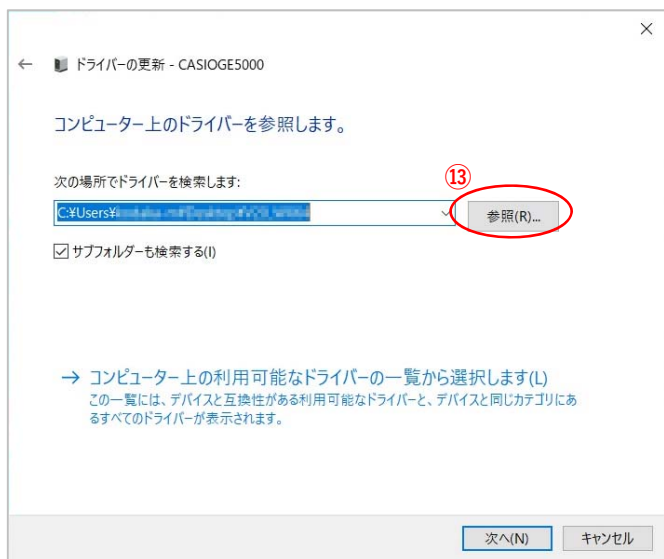 ← ドライバーの更新 - CASIOGE5000
コンピューター上のドライバーを参照します。
次の場所でドライバーを検索します:
⑬
C:¥Users¥
参照(R)...
サブフォルダーも検索する(I)
→ コンピューター上の利用可能なドライバーの一覧から選択します(L)
この一覧には、デバイスと互換性がある利用可能なドライバーと、デバイスと同じカテゴリにあ
るすべてのドライバーが表示されます。
次へ(N) キャンセル